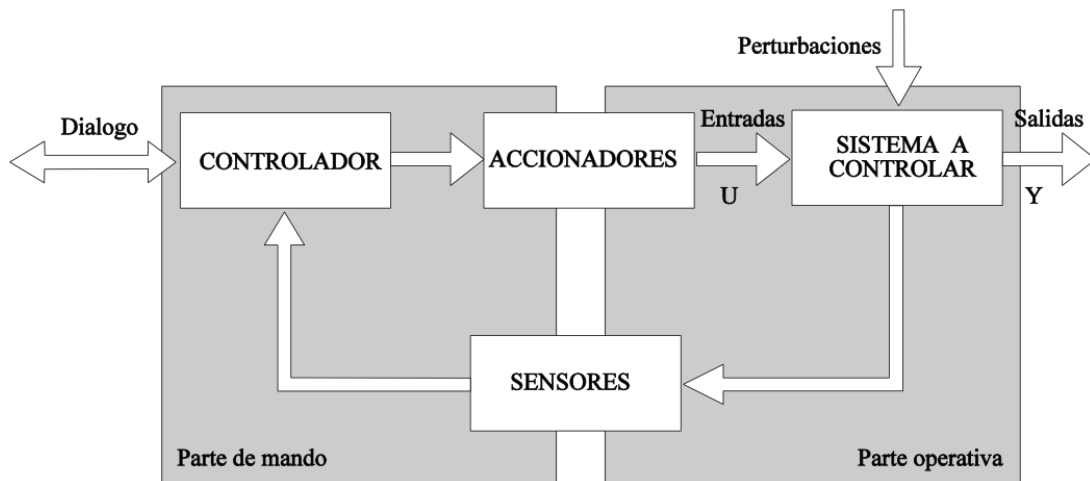 Perturbaciones
Dialogo
Entradas
Salidas
CONTROLADOR
ACCIONADORES
SISTEMA A
CONTROLAR
U
Y
SENSORES
Parte de mando
Parte operativa